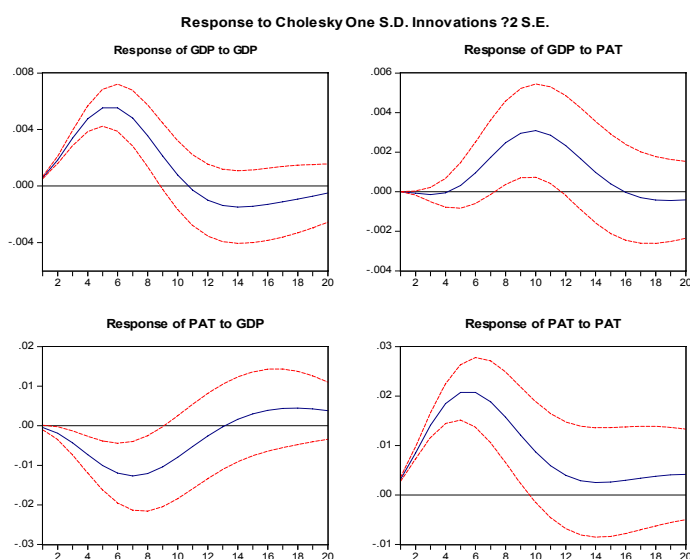 Response to Cholesky One S.D. Innovations ?2 S.E.
Response of GDP to GDP
.008
.004
.000
-.004
2 4 6 8 10 12 14 16 18 20
Response of GDP to PAT
.006
.004
.002
.000
-.002
-.004
2 4 6 8 10 12 14 16 18 20
Response of PAT to GDP
.02
.01
.00
-.01
-.02
-.03
2 4 6 8 10 12 14 16 18 20
Response of PAT to PAT
.03
.02
.01
.00
-.01
2 4 6 8 10 12 14 16 18 20